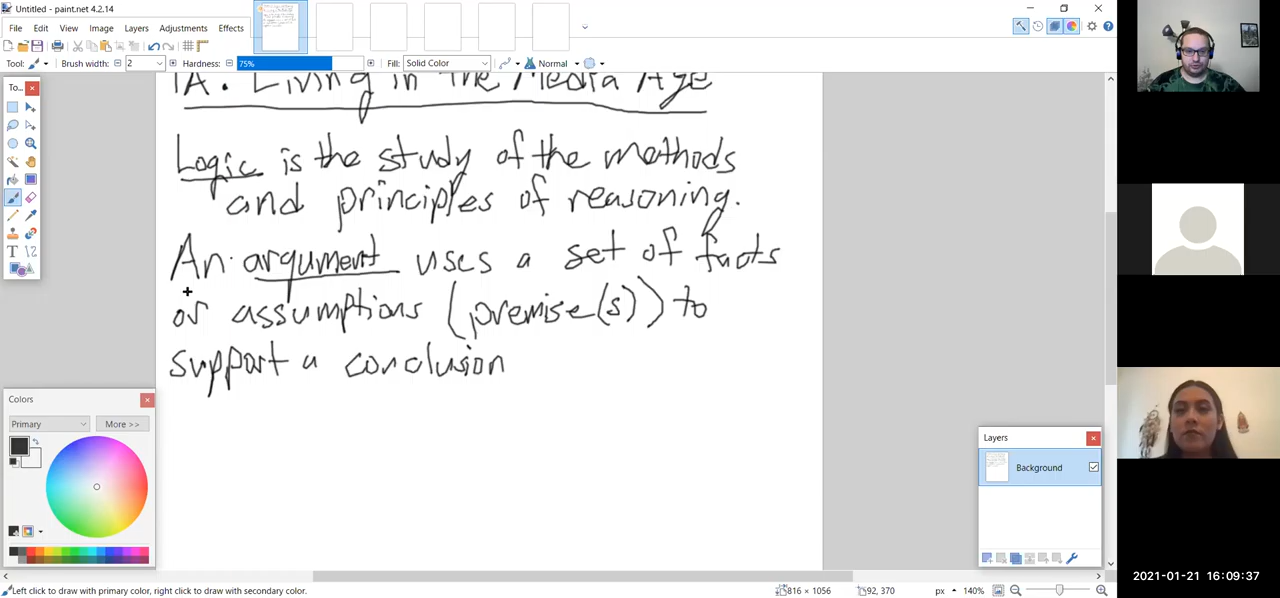 Untitled - paint.net 4.2.14
File Edit View Image Layers Adjustments Effects
Tool: Brush width: 2 Hardness: 75% Fill: Solid Color Normal
To...
1A. Living in the Media Age
Logic is the study of the methods
and principles of reasoning.
An argument uses a set of facts
or assumptions (premise(s)) to
support a conclusion
Colors
Primary More >>
Layers
Background
Left click to draw with primary color, right click to draw with secondary color.
816 × 1056
92, 370
px
140%
2021-01-21 16:09:37